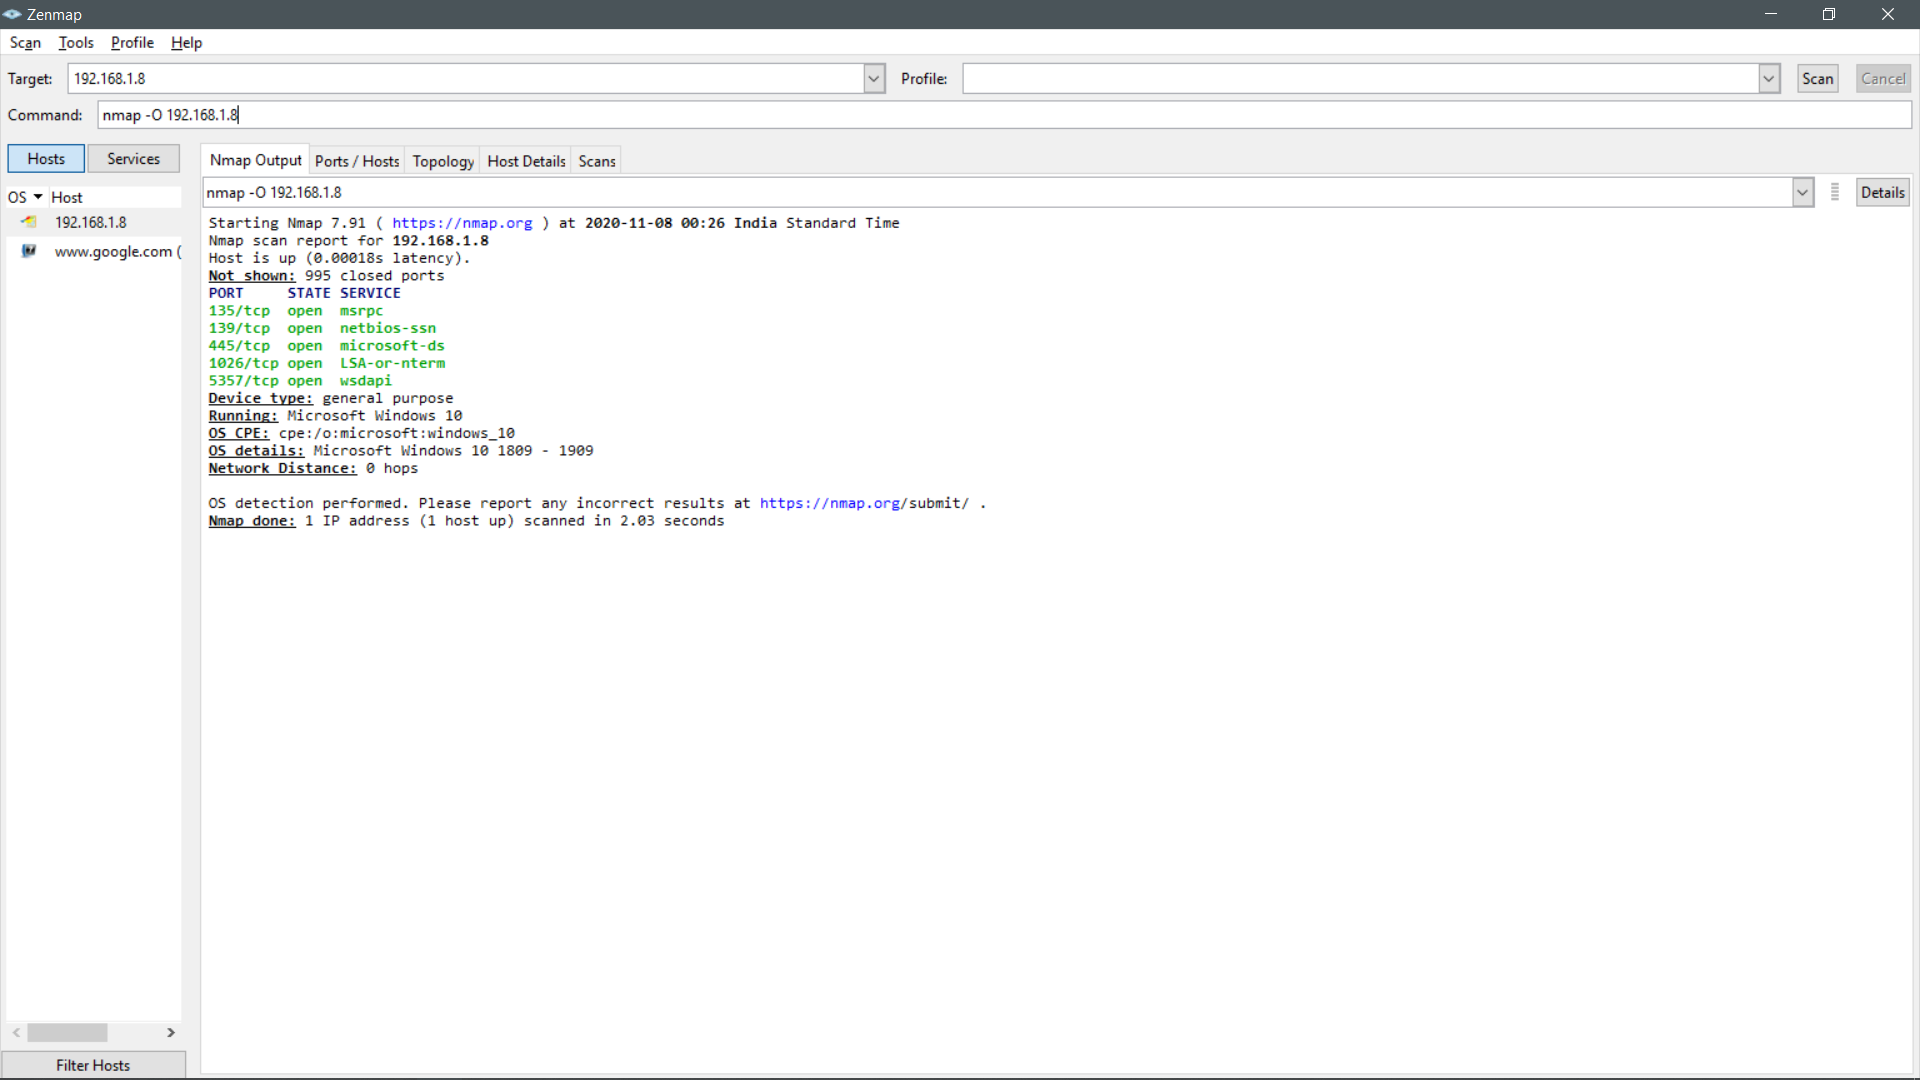 Zenmap
Scan Tools Profile Help
Target: 192.168.1.8 Profile: Scan Cancel
Command: nmap -O 192.168.1.8
Hosts Services
Nmap Output Ports / Hosts Topology Host Details Scans
OS Host
192.168.1.8
www.google.com (
nmap -O 192.168.1.8 Details
Starting Nmap 7.91 ( https://nmap.org ) at 2020-11-08 00:26 India Standard Time
Nmap scan report for 192.168.1.8
Host is up (0.00018s latency).
Not shown: 995 closed ports
PORT     STATE SERVICE
135/tcp  open  msrpc
139/tcp  open  netbios-ssn
445/tcp  open  microsoft-ds
1026/tcp open  LSA-or-nterm
5357/tcp open  wsdapi
Device type: general purpose
Running: Microsoft Windows 10
OS CPE: cpe:/o:microsoft:windows_10
OS details: Microsoft Windows 10 1809 - 1909
Network Distance: 0 hops
OS detection performed. Please report any incorrect results at https://nmap.org/submit/ .
Nmap done: 1 IP address (1 host up) scanned in 2.03 seconds
Filter Hosts